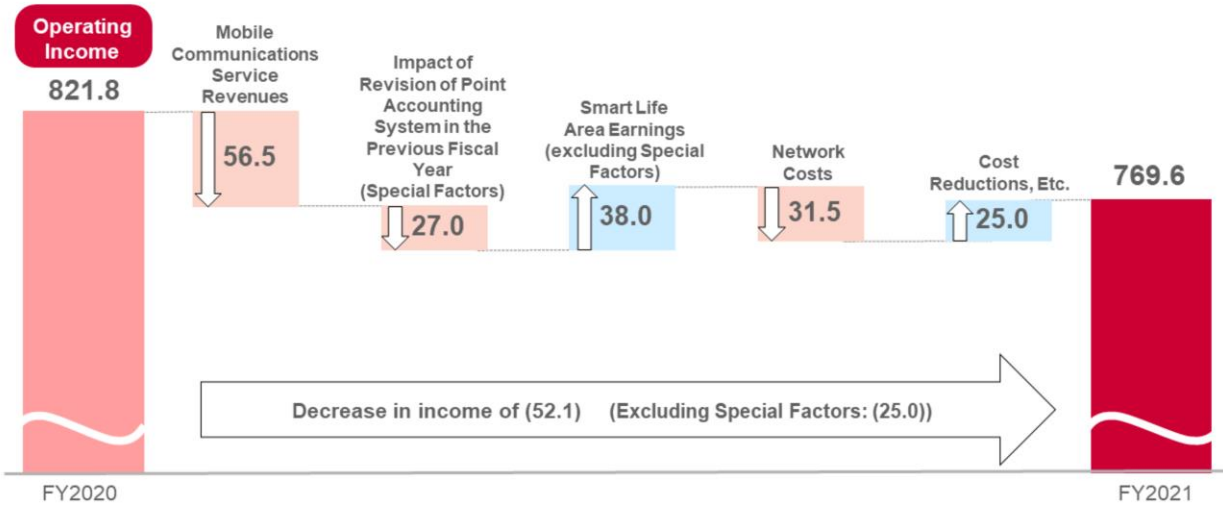 Operating
Income
821.8
Mobile
Communications
Service
Revenues
56.5
Impact of
Revision of Point
Accounting
System in the
Previous Fiscal
Year
(Special Factors)
27.0
Smart Life
Area Earnings
(excluding Special
Factors)
38.0
Network
Costs
31.5
Cost
Reductions, Etc.
25.0
769.6
Decrease in income of (52.1) (Excluding Special Factors: (25.0))
FY2020
FY2021